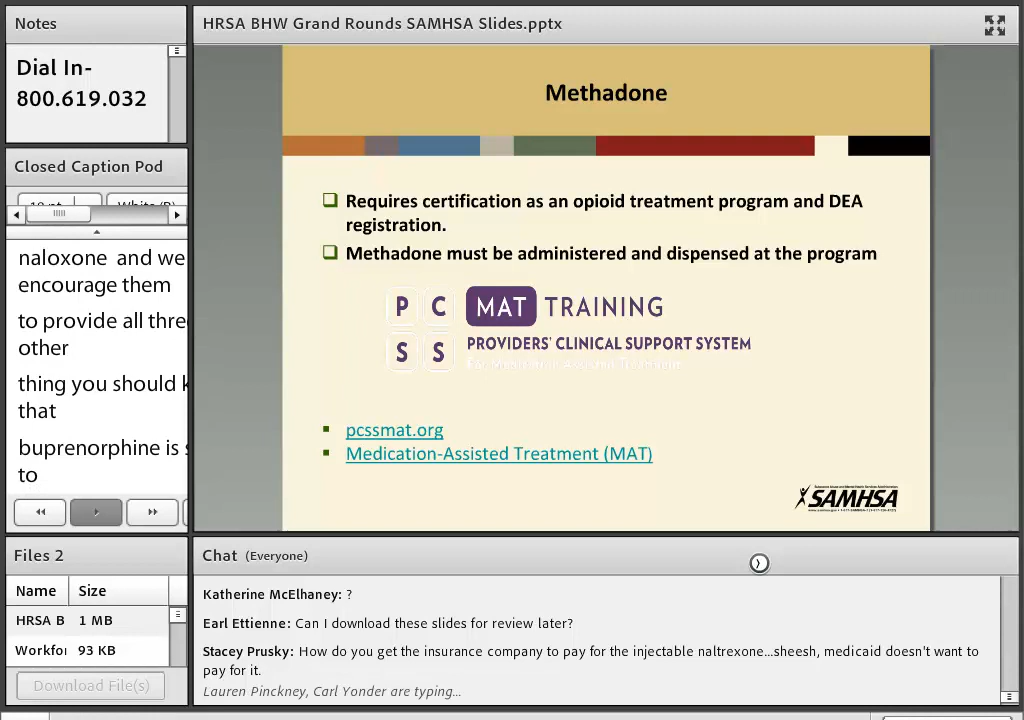 Notes
Dial In-
800.619.032
Closed Caption Pod
naloxone and we
encourage them
to provide all thre
other
thing you should k
that
buprenorphine is s
to
Files 2
Name Size
HRSA B 1 MB
Workfo 93 KB
Download File(s)
HRSA BHW Grand Rounds SAMHSA Slides.pptx
Methadone
❑ Requires certification as an opioid treatment program and DEA
registration.
❑ Methadone must be administered and dispensed at the program
P C MAT TRAINING
S S PROVIDERS' CLINICAL SUPPORT SYSTEM
For Medication Assisted Treatment
▪ pcssmat.org
▪ Medication-Assisted Treatment (MAT)
SAMHSA
Chat (Everyone)
Katherine McElhaney: ?
Earl Ettienne: Can I download these slides for review later?
Stacey Prusky: How do you get the insurance company to pay for the injectable naltrexone...sheesh, medicaid doesn't want to
pay for it.
Lauren Pinckney, Carl Yonder are typing...